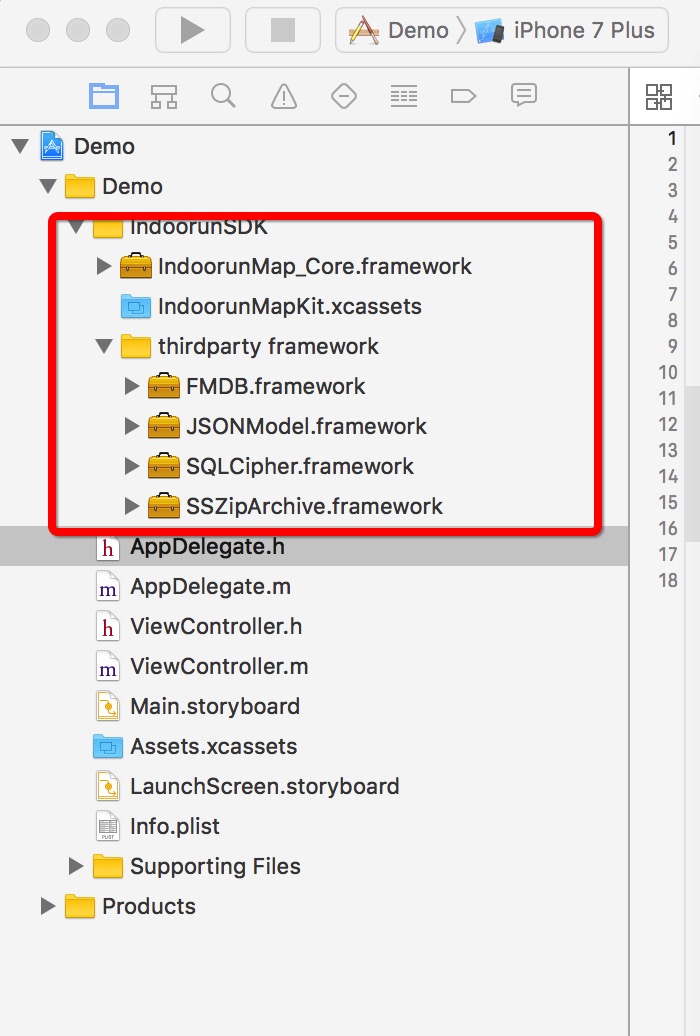 Demo iPhone 7 Plus
Demo
Demo
IndoorunSDK
IndoorunMap_Core.framework
IndoorunMapKit.xcassets
thirdparty framework
FMDB.framework
JSONModel.framework
SQLCipher.framework
SSZipArchive.framework
h AppDelegate.h
m AppDelegate.m
h ViewController.h
m ViewController.m
Main.storyboard
Assets.xcassets
LaunchScreen.storyboard
PLIST Info.plist
Supporting Files
Products
1
2
3
4
5
6
7
8
9
10
11
12
13
14
15
16
17
18